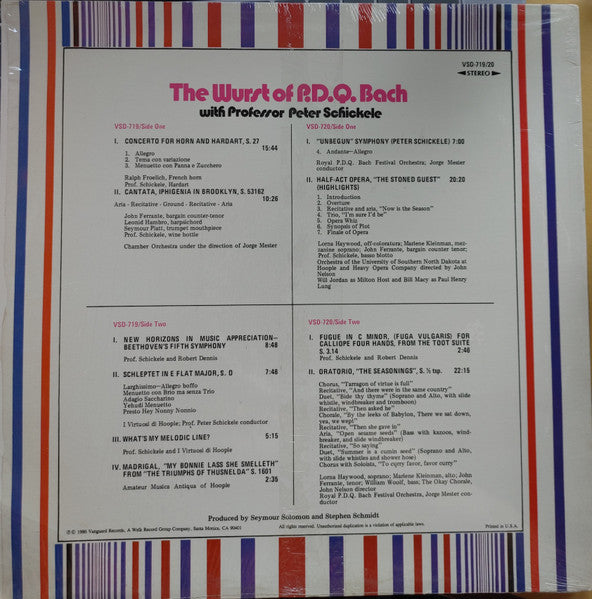 VSD-719/20
STEREO
The Wurst of P.D.Q. Bach
with Professor Peter Schickele
VSD-719/Side One
I. CONCERTO FOR HORN AND HARDART, S. 27
15:44
1. Allegro
2. Tema con variazione
3. Menuetto con Panna e Zucchero
Ralph Froelich, French horn
Prof. Schickele, Hardart
II. CANTATA, IPHIGENIA IN BROOKLYN, S. 53162
10:26
Aria - Recitative - Ground - Recitative - Aria
John Ferrante, bargain counter-tenor
Leonid Hambro, harpsichord
Seymour Platt, trumpet mouthpiece
Prof. Schickele, wine bottle
Chamber Orchestra under the direction of Jorge Mester
VSD-720/Side One
I. "UNBEGUN" SYMPHONY (PETER SCHICKELE) 7:00
4. Andante—Allegro
Royal P.D.Q. Bach Festival Orchestra; Jorge Mester
conductor
II. HALF-ACT OPERA, "THE STONED GUEST" 20:20
(HIGHLIGHTS)
1. Introduction
2. Overture
3. Recitative and aria, "Now is the Season"
4. Trio, "I'm sure I'd be"
5. Opera Whiz
6. Synopsis of Plot
7. Finale of Opera
Lorna Haywood, off-coloratura; Marlene Kleinman, mez-
zanine soprano; John Ferrante, bargain counter tenor;
Prof. Schickele, basso blotto
Orchestra of the University of Southern North Dakota at
Hoople and Heavy Opera Company directed by John
Nelson
Will Jordan as Milton Host and Bill Macy as Paul Henry
Lung
VSD-719/Side Two
I. NEW HORIZONS IN MUSIC APPRECIATION—
BEETHOVEN'S FIFTH SYMPHONY 8:48
Prof. Schickele and Robert Dennis
II. SCHLEPTET IN E FLAT MAJOR, S. O 7:46
Larghissimo—Allegro boffo
Menuetto con Brio ma senza Trio
Adagio Saccharino
Yehudi Menuetto
Presto Hey Nonny Nonnio
I Virtuosi di Hoople; Prof. Peter Schickele conductor
III. WHAT'S MY MELODIC LINE? 5:15
Prof. Schickele and I Virtuosi di Hoople
IV. MADRIGAL, "MY BONNIE LASS SHE SMELLETH"
FROM "THE TRIUMPHS OF THUSNELDA" S. 1601
2:35
Amateur Musica Antiqua of Hoople
VSD-720/Side Two
I. FUGUE IN C MINOR, (FUGA VULGARIS) FOR
CALLIOPE FOUR HANDS, FROM THE TOOT SUITE
S. 3.14 2:46
Prof. Schickele and Robert Dennis
II. ORATORIO, "THE SEASONINGS", S. ½ tsp. 22:15
Chorus, "Tarragon of virtue is full"
Recitative, "And there were in the same country"
Duet, "Bide thy thyme" (Soprano and Alto, with slide
whistle, windbreaker and tromboon)
Recitative, "Then asked he"
Chorale, "By the leeks of Babylon, There we sat down,
yes, we wept"
Recitative, "Then she gave in"
Aria, "Open sesame seeds" (Bass with kazoos, wind-
breaker, and slide windbreaker)
Recitative, "So saying"
Duet, "Summer is a cumin seed" (Soprano and Alto,
with slide whistles and shower hose)
Chorus with Soloists, "To curry favor, favor curry"
Lorna Haywood, soprano; Marlene Kleinman, alto; John
Ferrante, tenor; William Woolf, bass; The Okay Chorale,
John Nelson director
Royal P.D.Q. Bach Festival Orchestra, Jorge Mester con-
ductor
Produced by Seymour Solomon and Stephen Schmidt
℗© 1980 Vanguard Records, A Welk Record Group Company, Santa Monica, CA 90401
All rights reserved. Unauthorized duplication is a violation of applicable laws.
Printed in U.S.A.